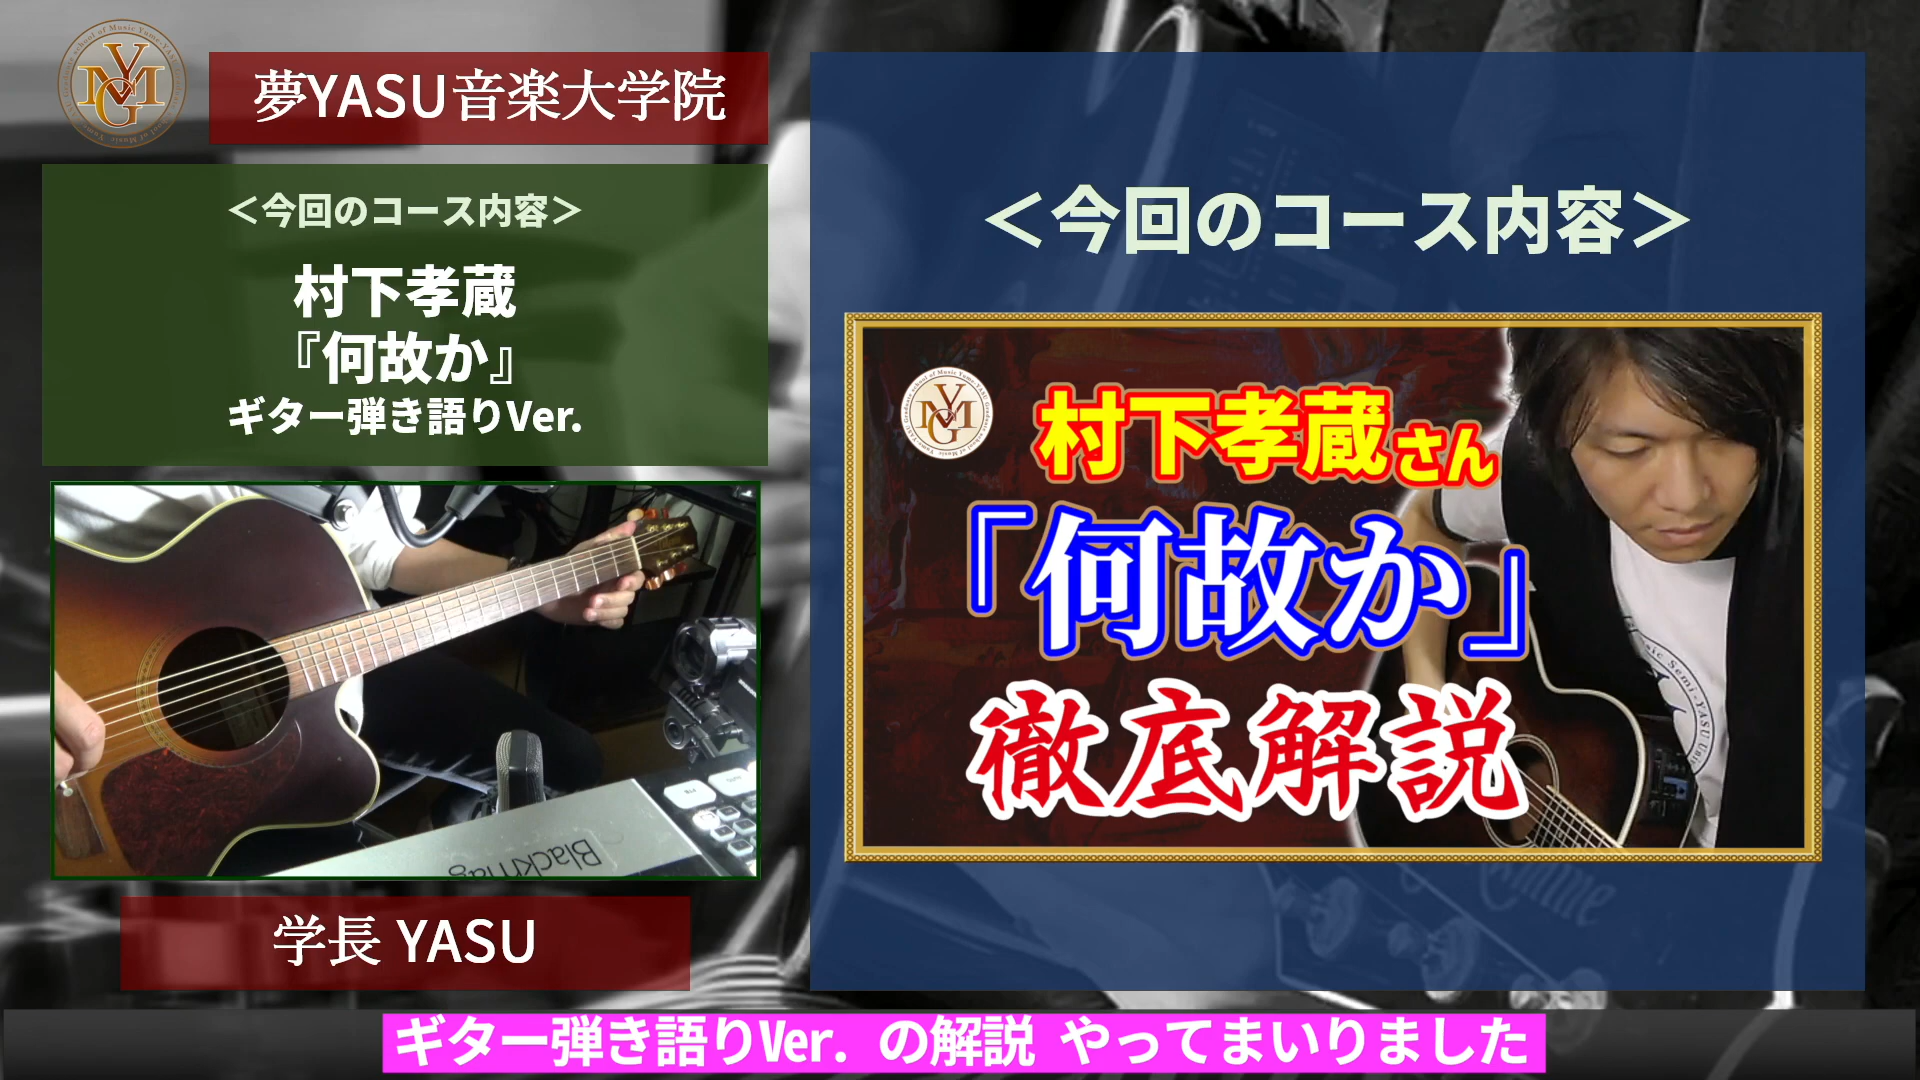 夢YASU音楽大学院
＜今回のコース内容＞
村下孝蔵
『何故か』
ギター弾き語りVer.
Blackmag
学長 YASU
＜今回のコース内容＞
村下孝蔵さん
「何故か」
徹底解説
ギター弾き語りVer. の解説 やってまいりました